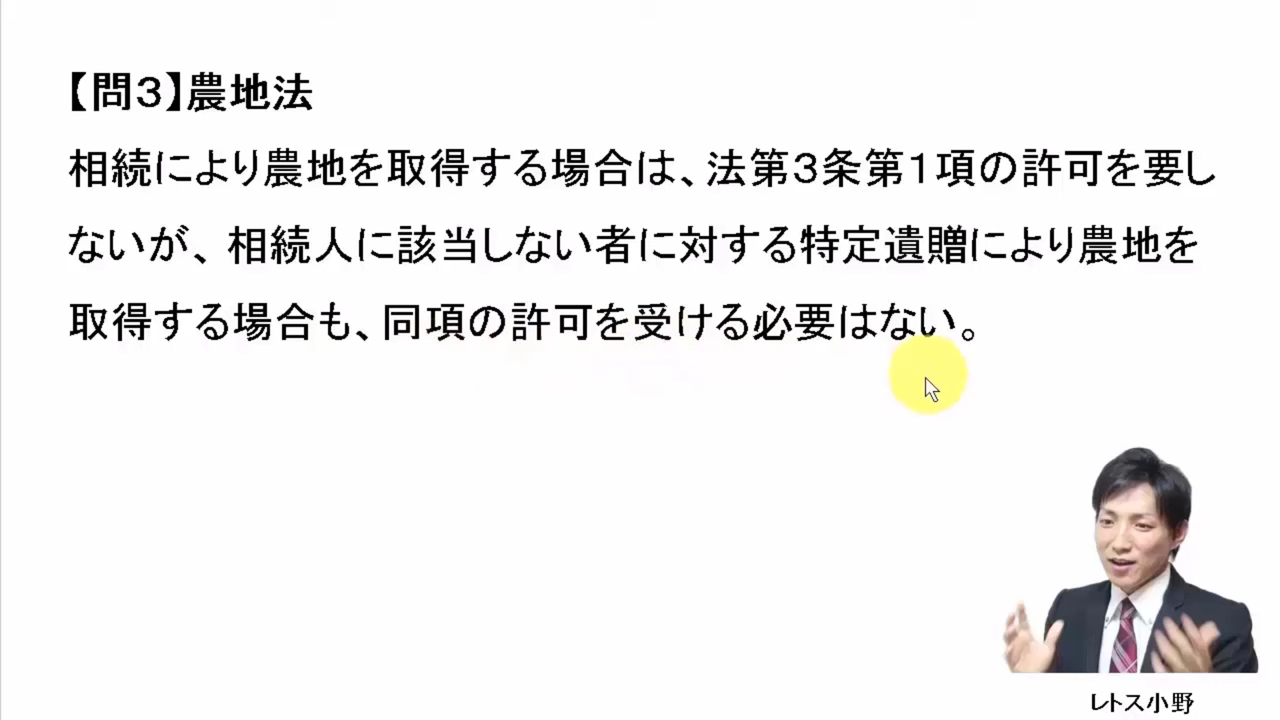 【問３】農地法
相続により農地を取得する場合は、法第３条第１項の許可を要し
ないが、相続人に該当しない者に対する特定遺贈により農地を
取得する場合も、同項の許可を受ける必要はない。
レトス小野